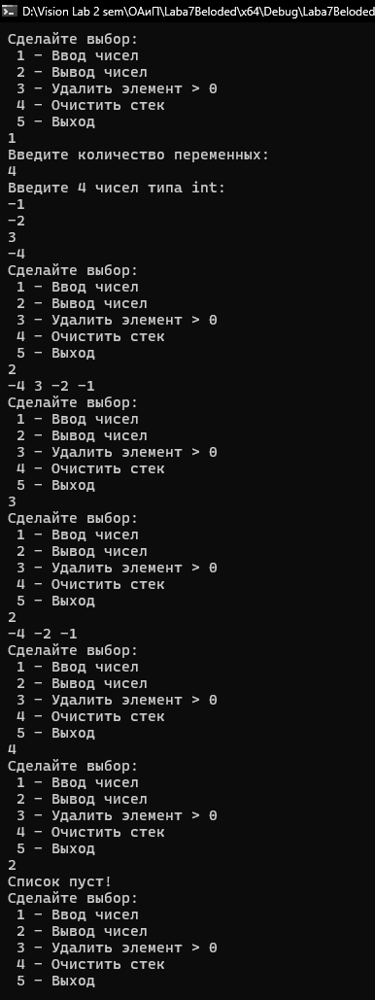 D:\Vision Lab 2 sem\ОАиП\Laba7Beloded\x64\Debug\Laba7Beloded
Сделайте выбор:
1 - Ввод чисел
2 - Вывод чисел
3 - Удалить элемент > 0
4 - Очистить стек
5 - Выход
1
Введите количество переменных:
4
Введите 4 чисел типа int:
-1
-2
3
-4
Сделайте выбор:
1 - Ввод чисел
2 - Вывод чисел
3 - Удалить элемент > 0
4 - Очистить стек
5 - Выход
2
-4 3 -2 -1
Сделайте выбор:
1 - Ввод чисел
2 - Вывод чисел
3 - Удалить элемент > 0
4 - Очистить стек
5 - Выход
3
Сделайте выбор:
1 - Ввод чисел
2 - Вывод чисел
3 - Удалить элемент > 0
4 - Очистить стек
5 - Выход
2
-4 -2 -1
Сделайте выбор:
1 - Ввод чисел
2 - Вывод чисел
3 - Удалить элемент > 0
4 - Очистить стек
5 - Выход
4
Сделайте выбор:
1 - Ввод чисел
2 - Вывод чисел
3 - Удалить элемент > 0
4 - Очистить стек
5 - Выход
2
Список пуст!
Сделайте выбор:
1 - Ввод чисел
2 - Вывод чисел
3 - Удалить элемент > 0
4 - Очистить стек
5 - Выход